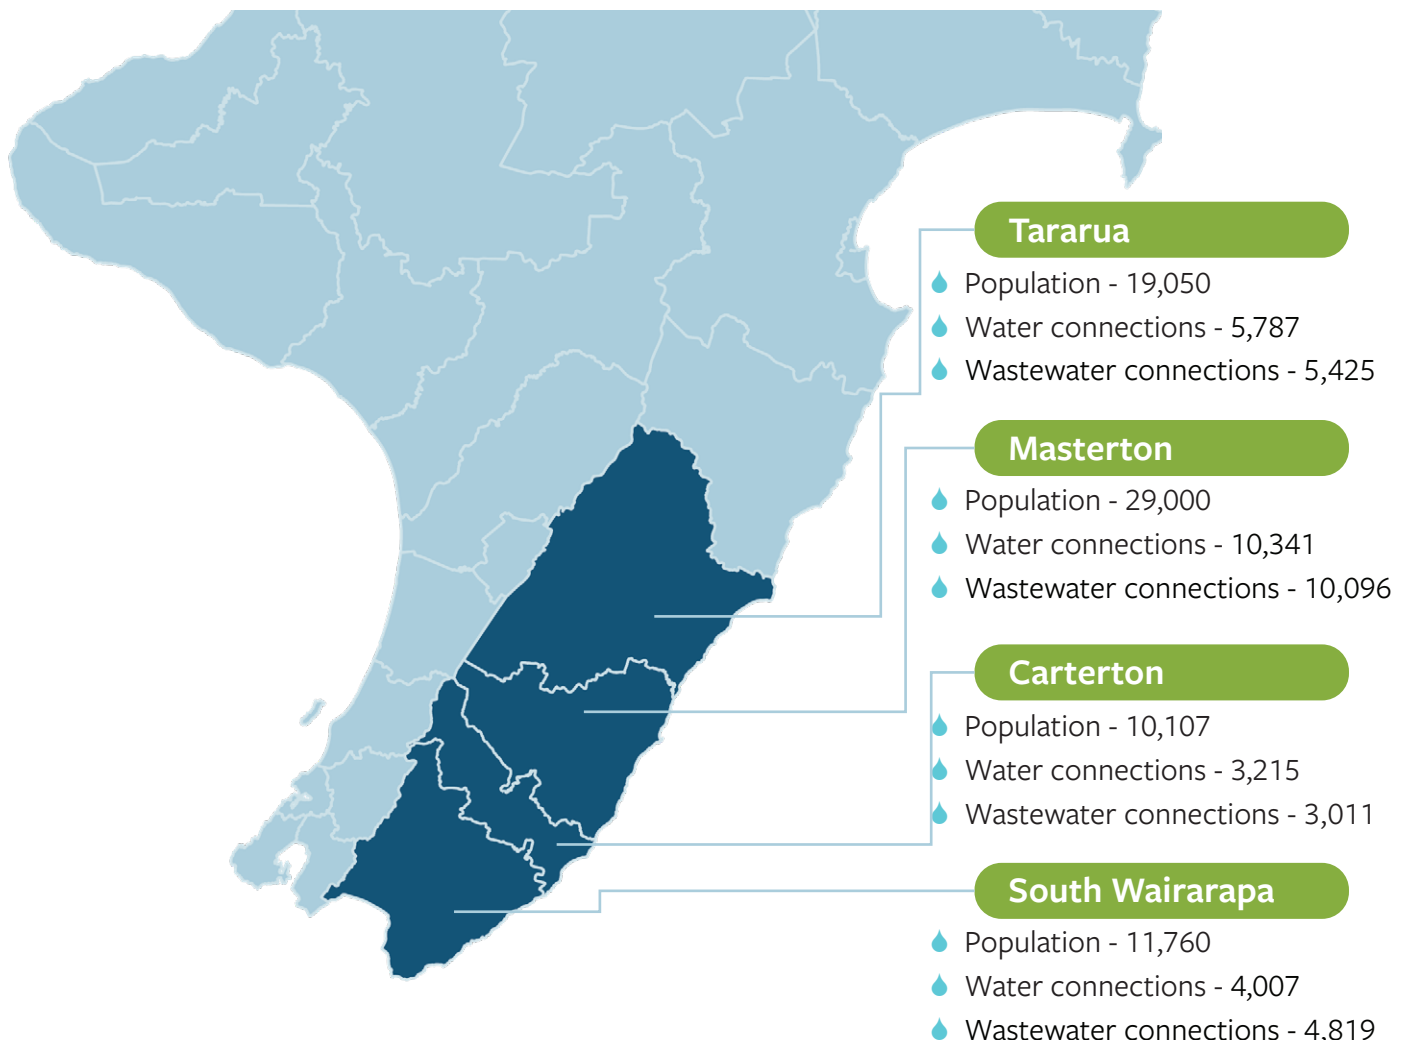 Tararua
Population - 19,050
Water connections - 5,787
Wastewater connections - 5,425
Masterton
Population - 29,000
Water connections - 10,341
Wastewater connections - 10,096
Carterton
Population - 10,107
Water connections - 3,215
Wastewater connections - 3,011
South Wairarapa
Population - 11,760
Water connections - 4,007
Wastewater connections - 4,819